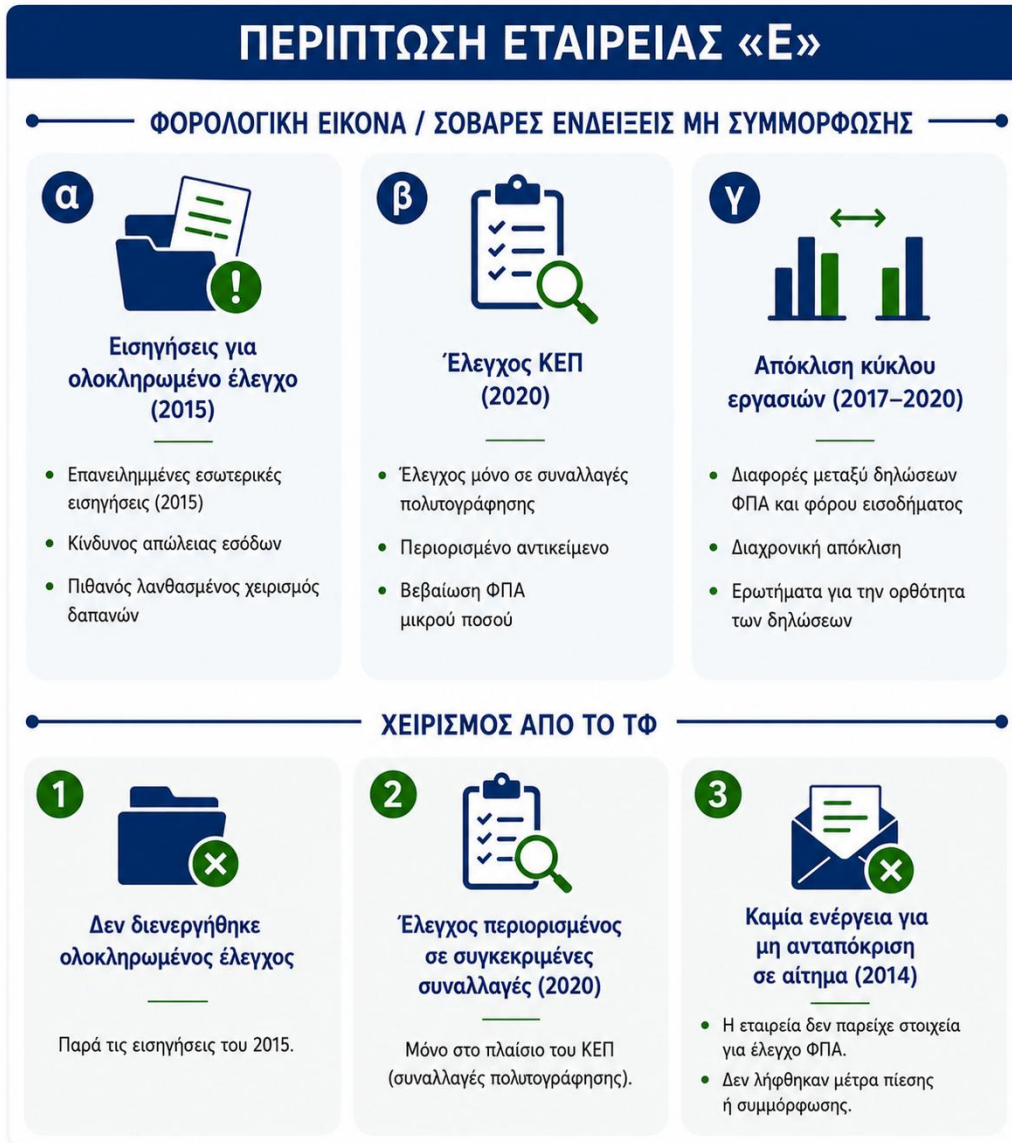 ΠΕΡΙΠΤΩΣΗ ΕΤΑΙΡΕΙΑΣ «Ε»
ΦΟΡΟΛΟΓΙΚΗ ΕΙΚΟΝΑ / ΣΟΒΑΡΕΣ ΕΝΔΕΙΞΕΙΣ ΜΗ ΣΥΜΜΟΡΦΩΣΗΣ
α
Εισηγήσεις για
ολοκληρωμένο έλεγχο
(2015)
• Επανειλημμένες εσωτερικές
εισηγήσεις (2015)
• Κίνδυνος απώλειας εσόδων
• Πιθανός λανθασμένος χειρισμός
δαπανών
β
Έλεγχος ΚΕΠ
(2020)
• Έλεγχος μόνο σε συναλλαγές
πολυτογράφησης
• Περιορισμένο αντικείμενο
• Βεβαίωση ΦΠΑ
μικρού ποσού
γ
Απόκλιση κύκλου
εργασιών (2017–2020)
• Διαφορές μεταξύ δηλώσεων
ΦΠΑ και φόρου εισοδήματος
• Διαχρονική απόκλιση
• Ερωτήματα για την ορθότητα
των δηλώσεων
ΧΕΙΡΙΣΜΟΣ ΑΠΟ ΤΟ ΤΦ
1
Δεν διενεργήθηκε
ολοκληρωμένος έλεγχος
Παρά τις εισηγήσεις του 2015.
2
Έλεγχος περιορισμένος
σε συγκεκριμένες
συναλλαγές (2020)
Μόνο στο πλαίσιο του ΚΕΠ
(συναλλαγές πολυτογράφησης).
3
Καμία ενέργεια για
μη ανταπόκριση
σε αίτημα (2014)
• Η εταιρεία δεν παρείχε στοιχεία
για έλεγχο ΦΠΑ.
• Δεν λήφθηκαν μέτρα πίεσης
ή συμμόρφωσης.